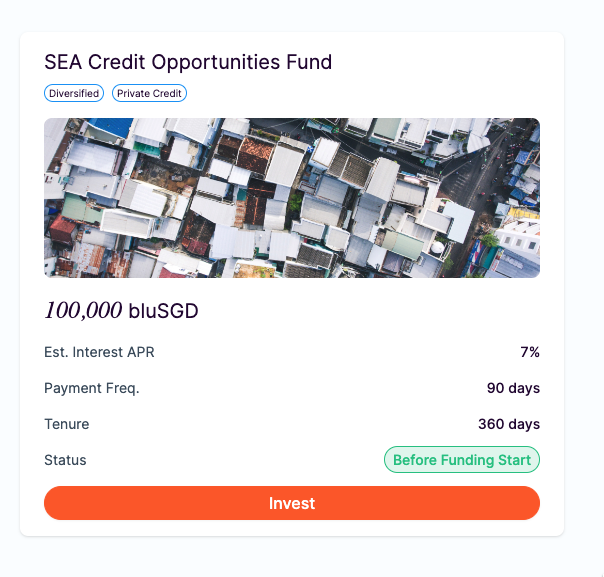 SEA Credit Opportunities Fund
Diversified Private Credit
100,000 bluSGD
Est. Interest APR 7%
Payment Freq. 90 days
Tenure 360 days
Status Before Funding Start
Invest